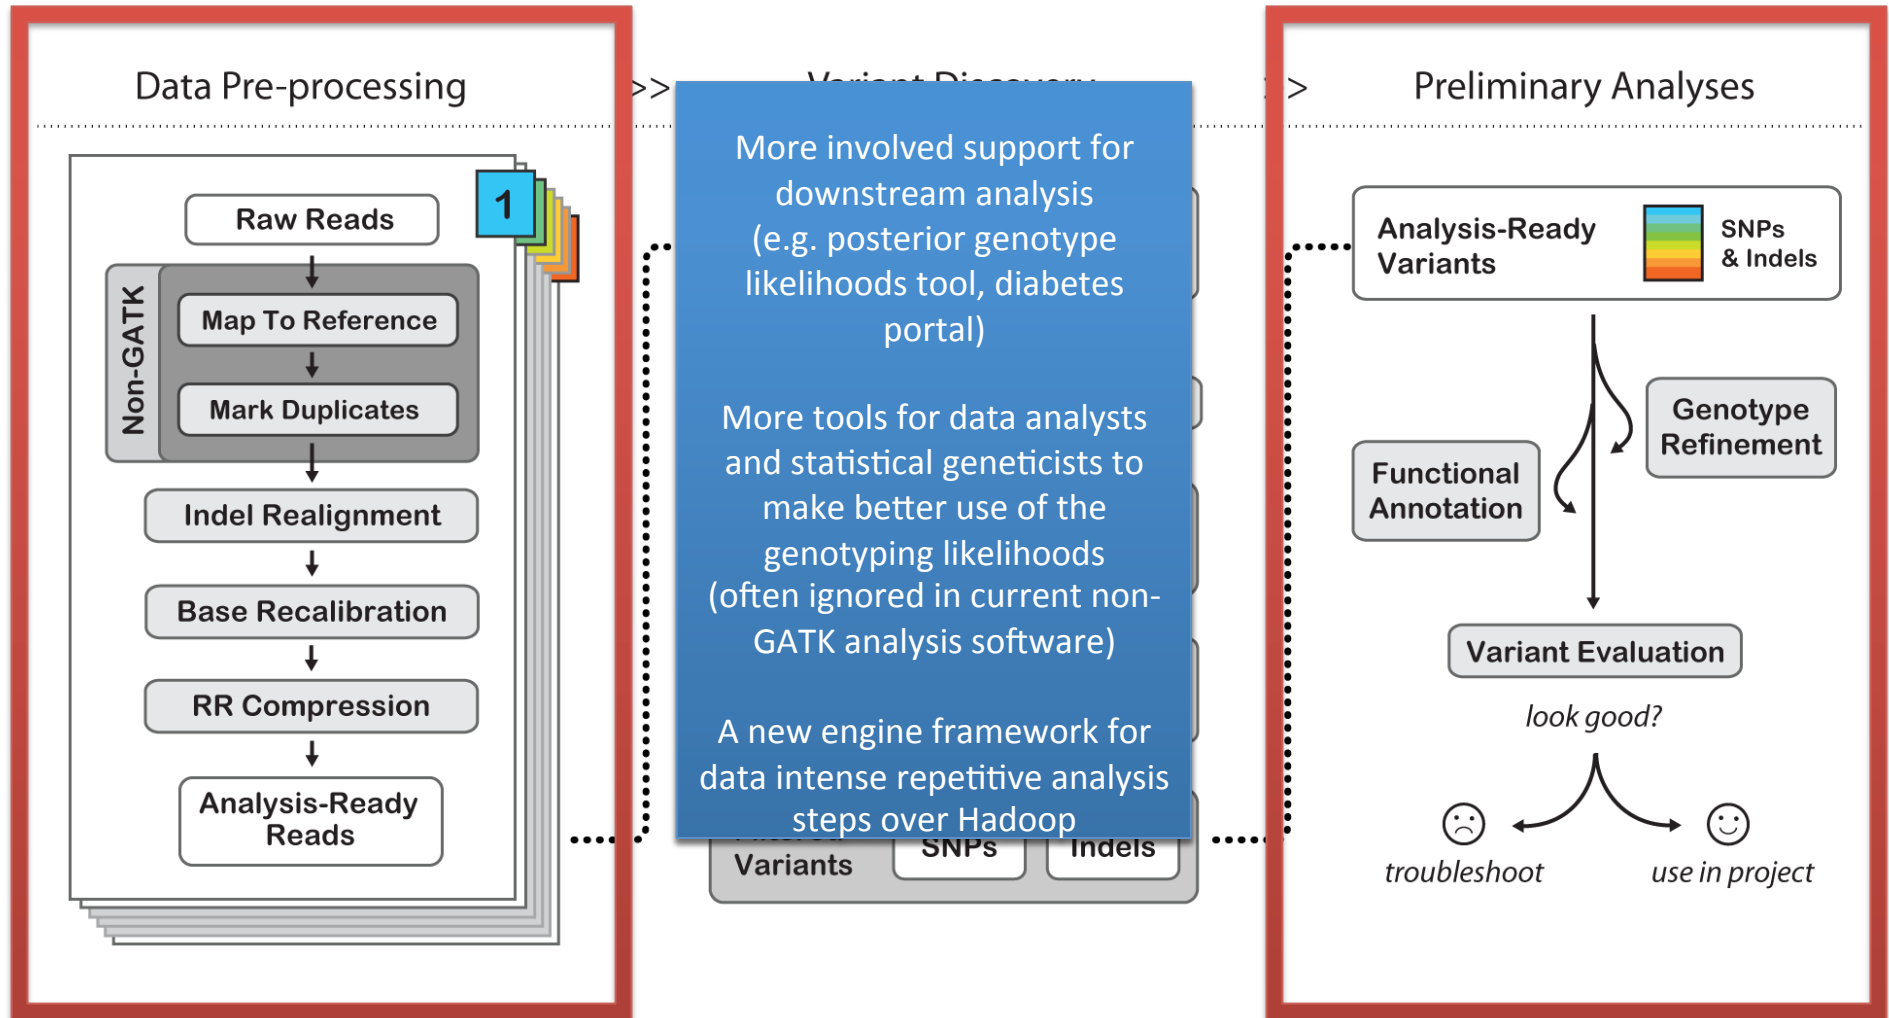 Data Pre-processing
>>
Variant Discovery
>>
Preliminary Analyses
1
Raw Reads
Non-GATK
Map To Reference
Mark Duplicates
Indel Realignment
Base Recalibration
RR Compression
Analysis-Ready
Reads
More involved support for
downstream analysis
(e.g. posterior genotype
likelihoods tool, diabetes
portal)
More tools for data analysts
and statistical geneticists to
make better use of the
genotyping likelihoods
(often ignored in current non-
GATK analysis software)
A new engine framework for
data intense repetitive analysis
steps over Hadoop
Variants
SNPs
Indels
Analysis-Ready
Variants
SNPs
& Indels
Genotype
Refinement
Functional
Annotation
Variant Evaluation
look good?
troubleshoot
use in project